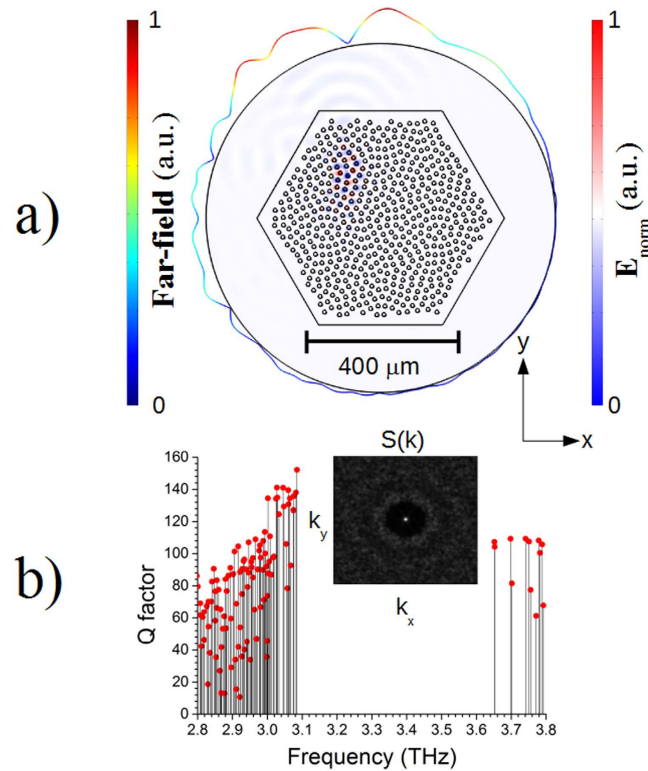 a)
1
Far-field (a.u.)
0
1
E_norm (a.u.)
0
400 μm
y
x
b)
S(k)
k_y
k_x
Q factor
160
140
120
100
80
60
40
20
0
2.8 2.9 3.0 3.1 3.2 3.3 3.4 3.5 3.6 3.7 3.8
Frequency (THz)